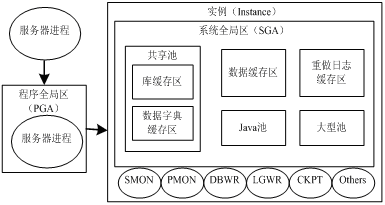 服务器进程
程序全局区
（PGA）
服务器进程
实例（Instance）
系统全局区（SGA）
共享池
库缓存区
数据字典
缓存区
数据缓存区
重做日志
缓存区
Java池
大型池
SMON
PMON
DBWR
LGWR
CKPT
Others